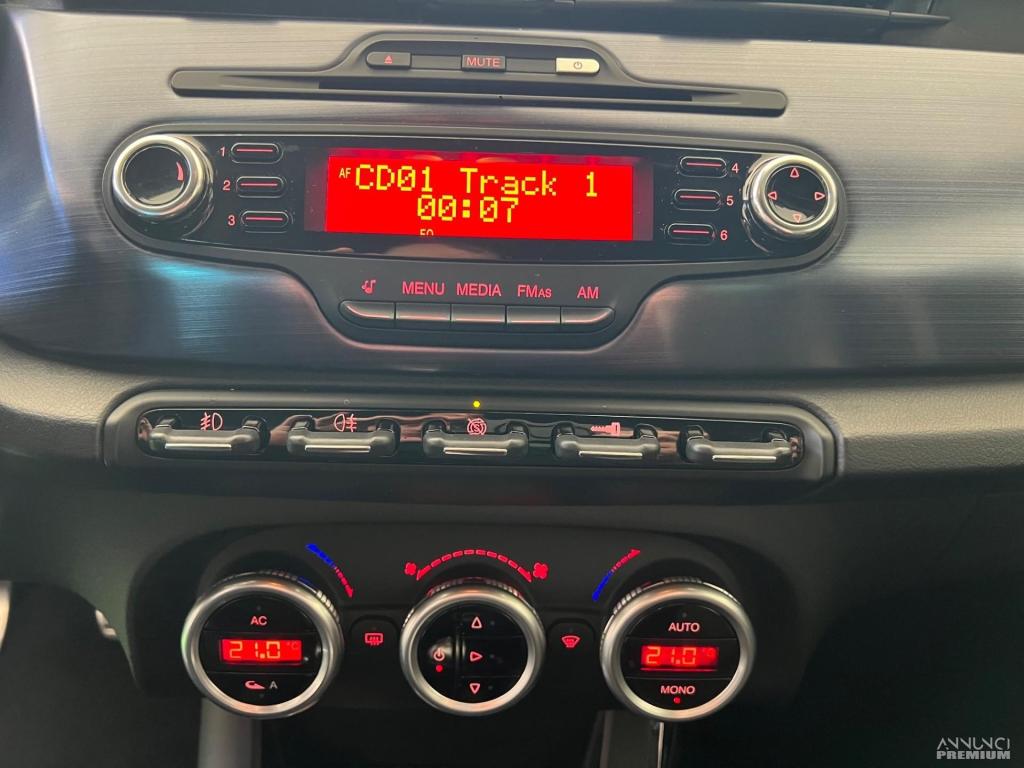 MUTE
1
2
3
AF CD01 Track 1
00:07
EQ
4
5
6
MENU MEDIA FMAS AM
AC
21.0 °C
A
AUTO
21.0 °C
MONO
ANNUNCI
PREMIUM